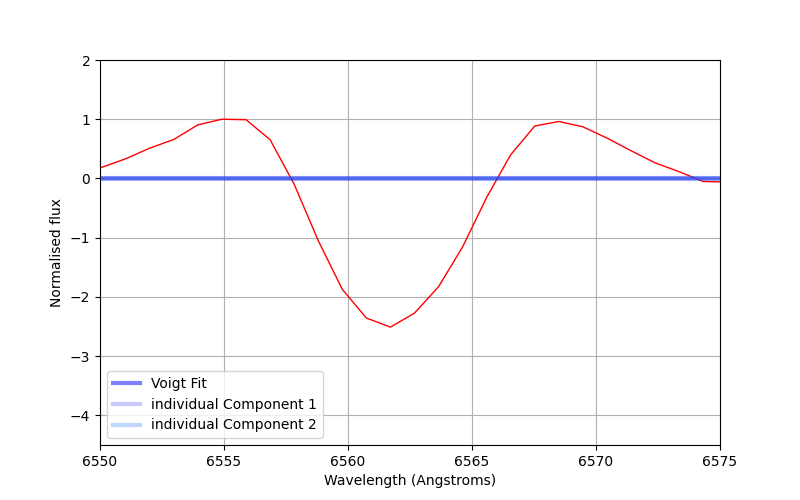 2
1
0
−1
−2
−3
−4
Normalised flux
Voigt Fit
individual Component 1
individual Component 2
6550 6555 6560 6565 6570 6575
Wavelength (Angstroms)